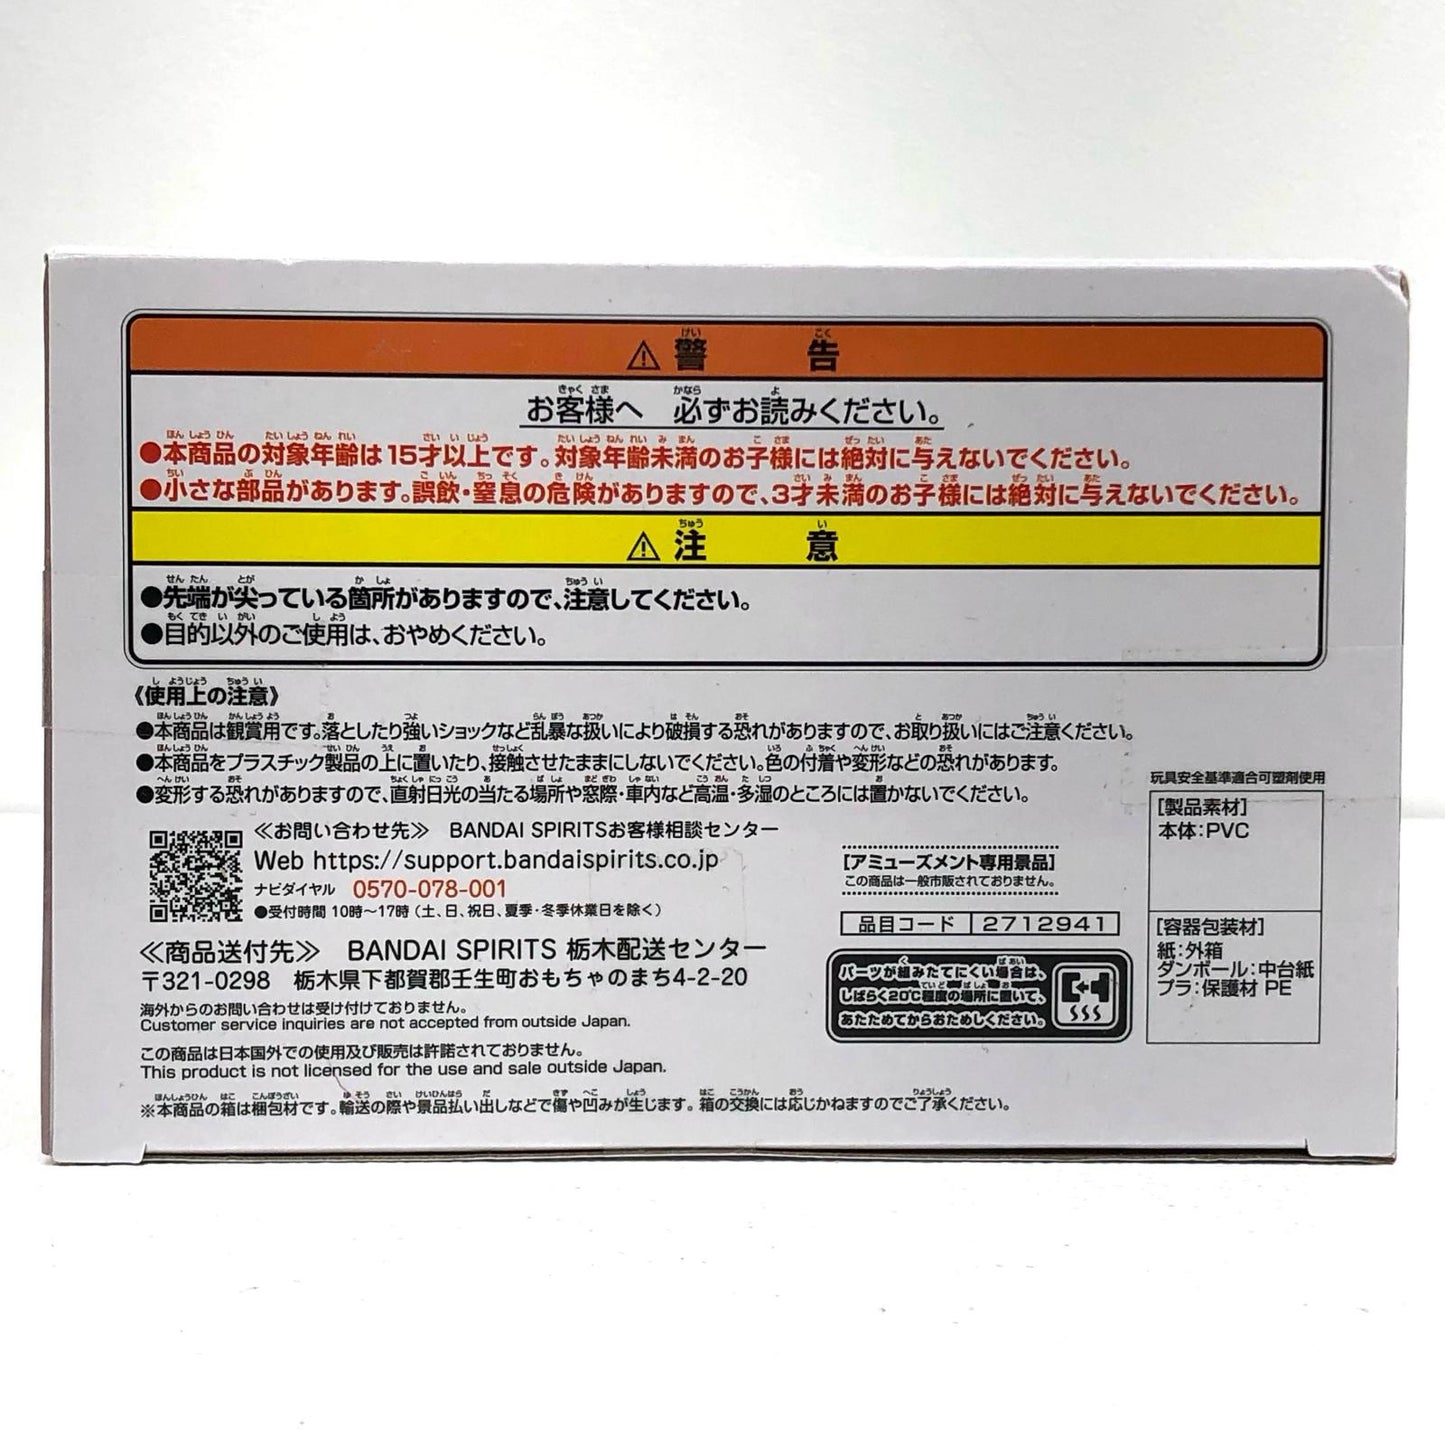 ⚠警告
お客様へ 必ずお読みください。
●本商品の対象年齢は15才以上です。対象年齢未満のお子様には絶対に与えないでください。
●小さな部品があります。誤飲・窒息の危険がありますので、3才未満のお子様には絶対に与えないでください。
⚠注意
●先端が尖っている箇所がありますので、注意してください。
●目的以外のご使用は、おやめください。
《使用上の注意》
●本商品は観賞用です。落としたり強いショックなど乱暴な扱いにより破損する恐れがありますので、お取り扱いにはご注意ください。
●本商品をプラスチック製品の上に置いたり、接触させたままにしないでください。色の付着や変形などの恐れがあります。
●変形する恐れがありますので、直射日光の当たる場所や窓際・車内など高温・多湿のところには置かないでください。
≪お問い合わせ先≫ BANDAI SPIRITSお客様相談センター
Web https://support.bandaispirits.co.jp
ナビダイヤル 0570-078-001
●受付時間 10時～17時(土、日、祝日、夏季・冬季休業日を除く)
≪商品送付先≫ BANDAI SPIRITS 栃木配送センター
〒321-0298 栃木県下都賀郡壬生町おもちゃのまち4-2-20
海外からのお問い合わせは受け付けておりません。
Customer service inquiries are not accepted from outside Japan.
この商品は日本国外での使用及び販売は許諾されておりません。
This product is not licensed for the use and sale outside Japan.
※本商品の箱は梱包材です。輸送の際や景品払い出しなどで傷や凹みが生じます。箱の交換には応じかねますのでご了承ください。
[アミューズメント専用景品]
この商品は一般市販されておりません。
品目コード 2712941
パーツが組みたてにくい場合は、
しばらく20℃程度の場所に置いて、
あたためてからおためしください。
玩具安全基準適合可塑剤使用
[製品素材]
本体:PVC
[容器包装材]
紙:外箱
ダンボール:中台紙
プラ:保護材 PE